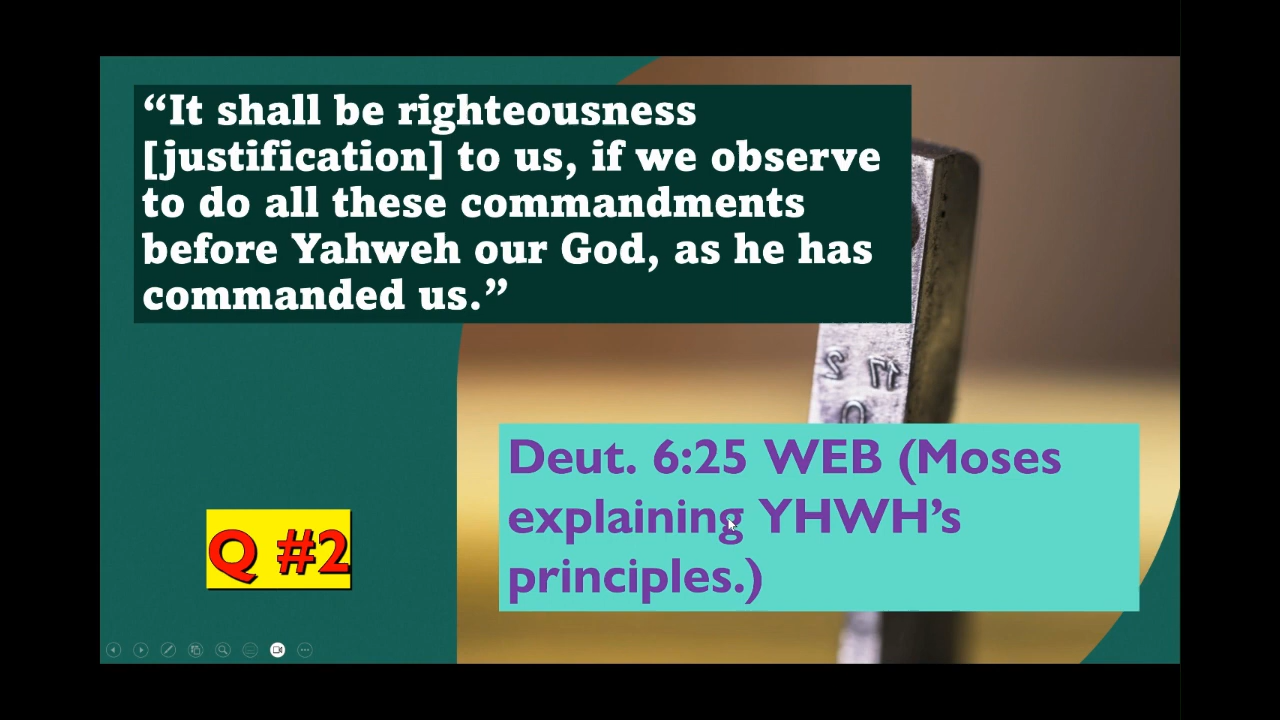 “It shall be righteousness
[justification] to us, if we observe
to do all these commandments
before Yahweh our God, as he has
commanded us.”
Deut. 6:25 WEB (Moses
explaining YHWH’s
principles.)
Q #2